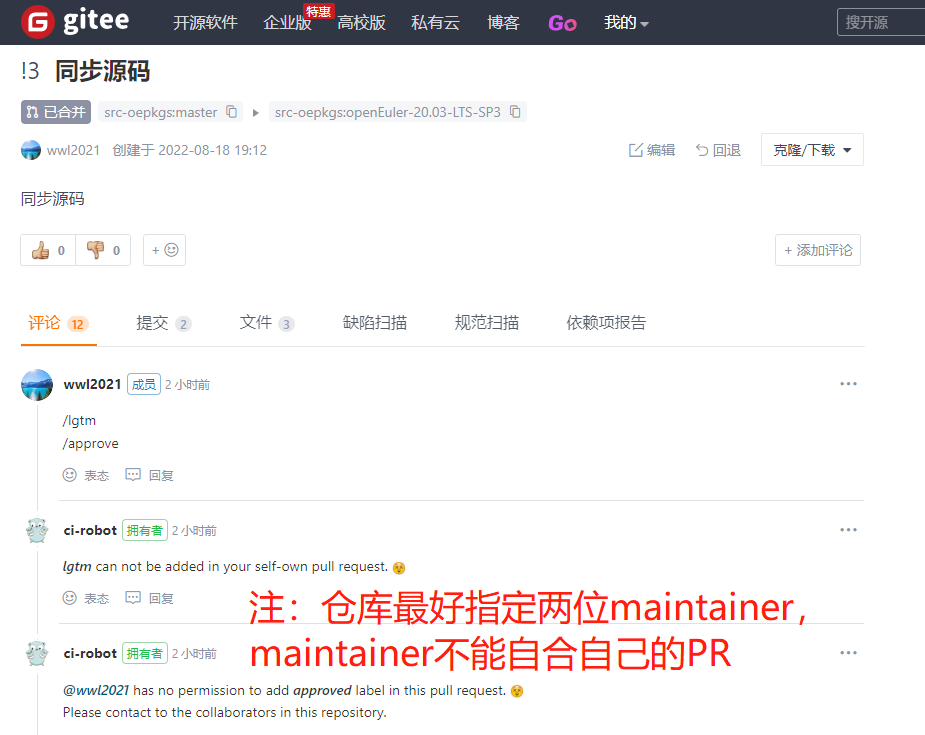 gitee 开源软件 企业版 特惠 高校版 私有云 博客 Go 我的 搜开源
!3 同步源码
已合并 src-oepkgs:master src-oepkgs:openEuler-20.03-LTS-SP3
wwl2021 创建于 2022-08-18 19:12 编辑 回退 克隆/下载
同步源码
0 0 + + 添加评论
评论 12 提交 2 文件 3 缺陷扫描 规范扫描 依赖项报告
wwl2021 成员 2 小时前
/lgtm
/approve
表态 回复
ci-robot 拥有者 2 小时前
lgtm can not be added in your self-own pull request.
表态 回复
注：仓库最好指定两位maintainer，
maintainer不能自合自己的PR
ci-robot 拥有者 2 小时前
@wwl2021 has no permission to add approved label in this pull request.
Please contact to the collaborators in this repository.